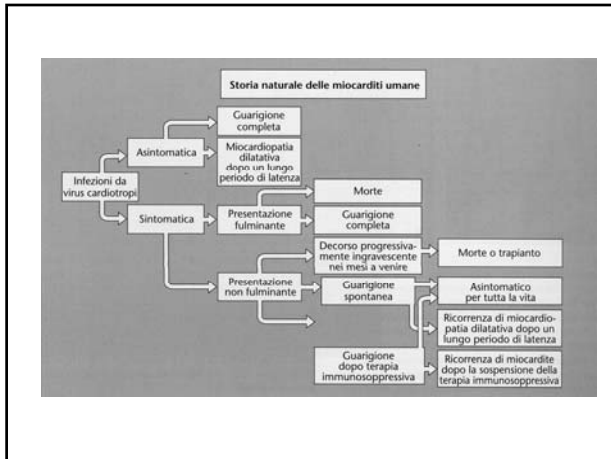 Storia naturale delle miocarditi umane
Guarigione
completa
Asintomatica
Miocardiopatia
dilatativa
dopo un lungo
periodo di latenza
Infezioni da
virus cardiotropi
Sintomatica
Presentazione
fulminante
Morte
Guarigione
completa
Decorso progressiva-
mente ingravescente
nei mesi a venire
Morte o trapianto
Presentazione
non fulminante
Guarigione
spontanea
Asintomatico
per tutta la vita
Ricorrenza di miocardio-
patia dilatativa dopo un
lungo periodo di latenza
Guarigione
dopo terapia
immunosoppressiva
Ricorrenza di miocardite
dopo la sospensione della
terapia immunosoppressiva